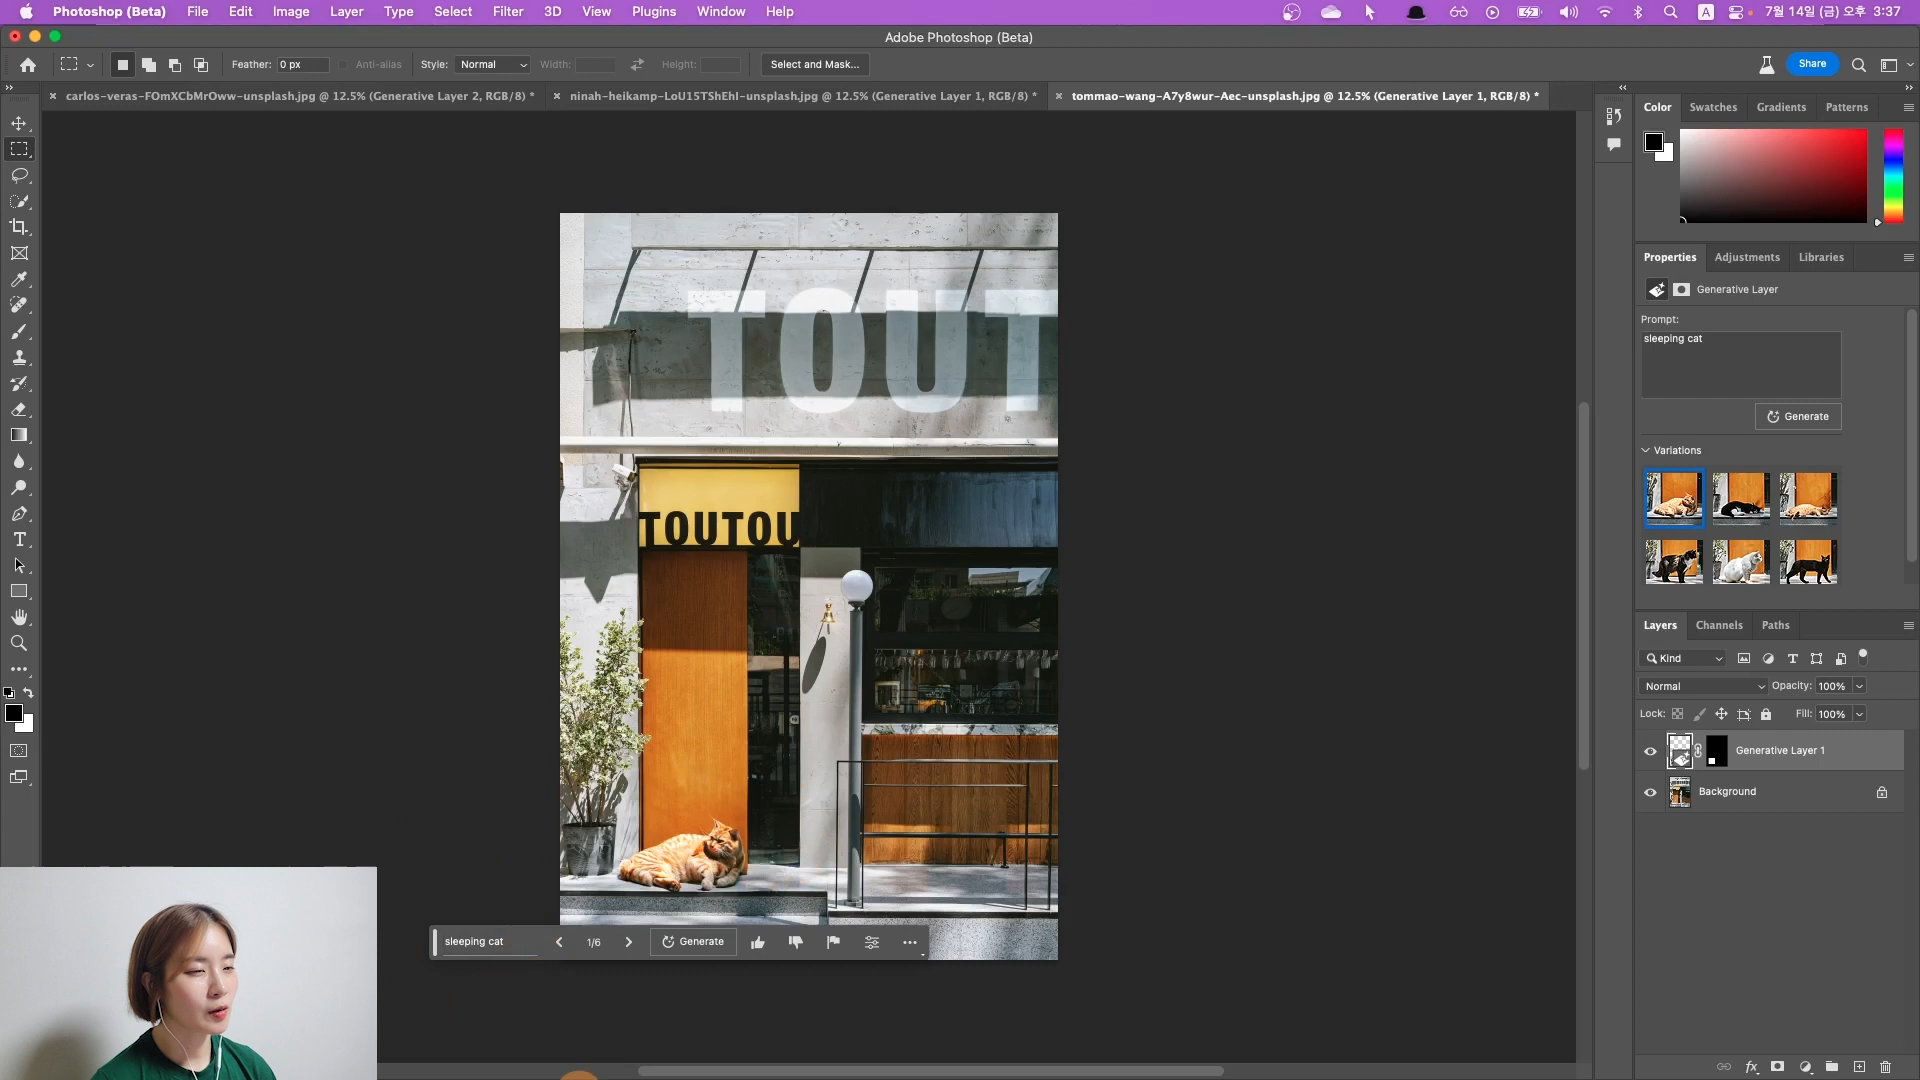 Photoshop (Beta) File Edit Image Layer Type Select Filter 3D View Plugins Window Help A 7월 14일 (금) 오후 3:37
Adobe Photoshop (Beta)
Feather: 0 px Anti-alias Style: Normal Width: Height: Select and Mask... Share
carlos-veras-FOmXCbMrOww-unsplash.jpg @ 12.5% (Generative Layer 2, RGB/8) * ninah-heikamp-LoU15TShEhI-unsplash.jpg @ 12.5% (Generative Layer 1, RGB/8) * tommao-wang-A7y8wur-Aec-unsplash.jpg @ 12.5% (Generative Layer 1, RGB/8) *
Color Swatches Gradients Patterns
Properties Adjustments Libraries
Generative Layer
Prompt:
sleeping cat
Generate
Variations
TOUT
TOUTOU
Layers Channels Paths
Kind
Normal Opacity: 100%
Lock: Fill: 100%
Generative Layer 1
Background
sleeping cat 1/6 Generate
fx